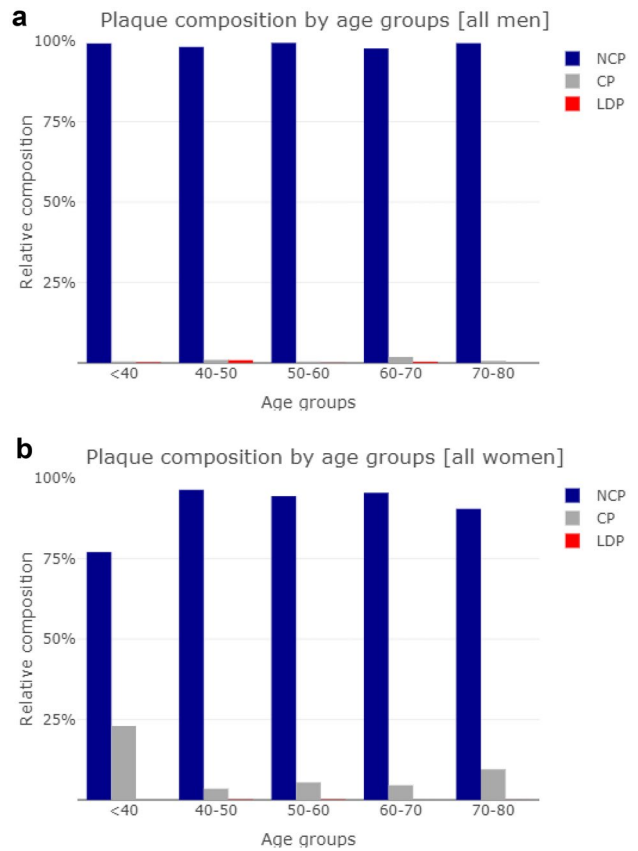 a
Plaque composition by age groups [all men]
100%
75%
50%
25%
Relative composition
<40 40-50 50-60 60-70 70-80
Age groups
NCP
CP
LDP
b
Plaque composition by age groups [all women]
100%
75%
50%
25%
Relative composition
<40 40-50 50-60 60-70 70-80
Age groups
NCP
CP
LDP